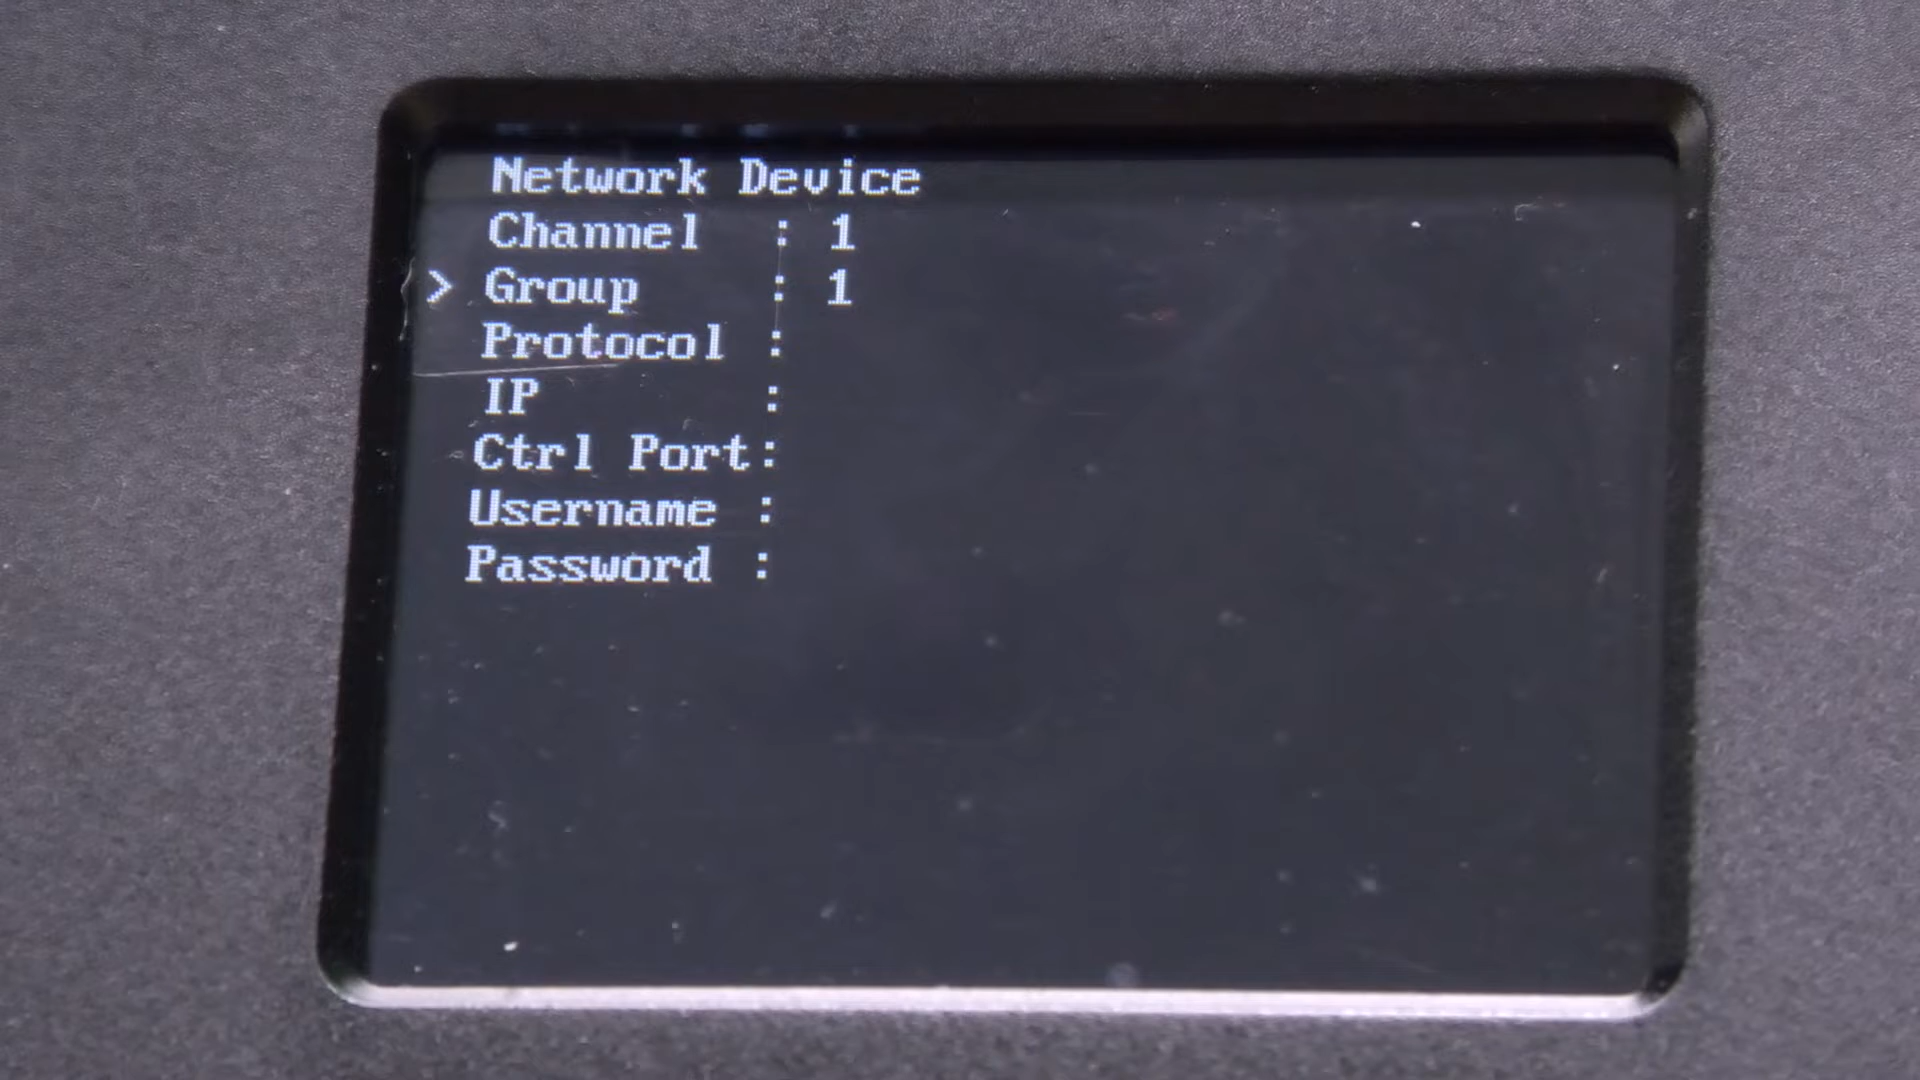 Network Device
Channel : 1
> Group : 1
Protocol :
IP :
Ctrl Port:
Username :
Password :